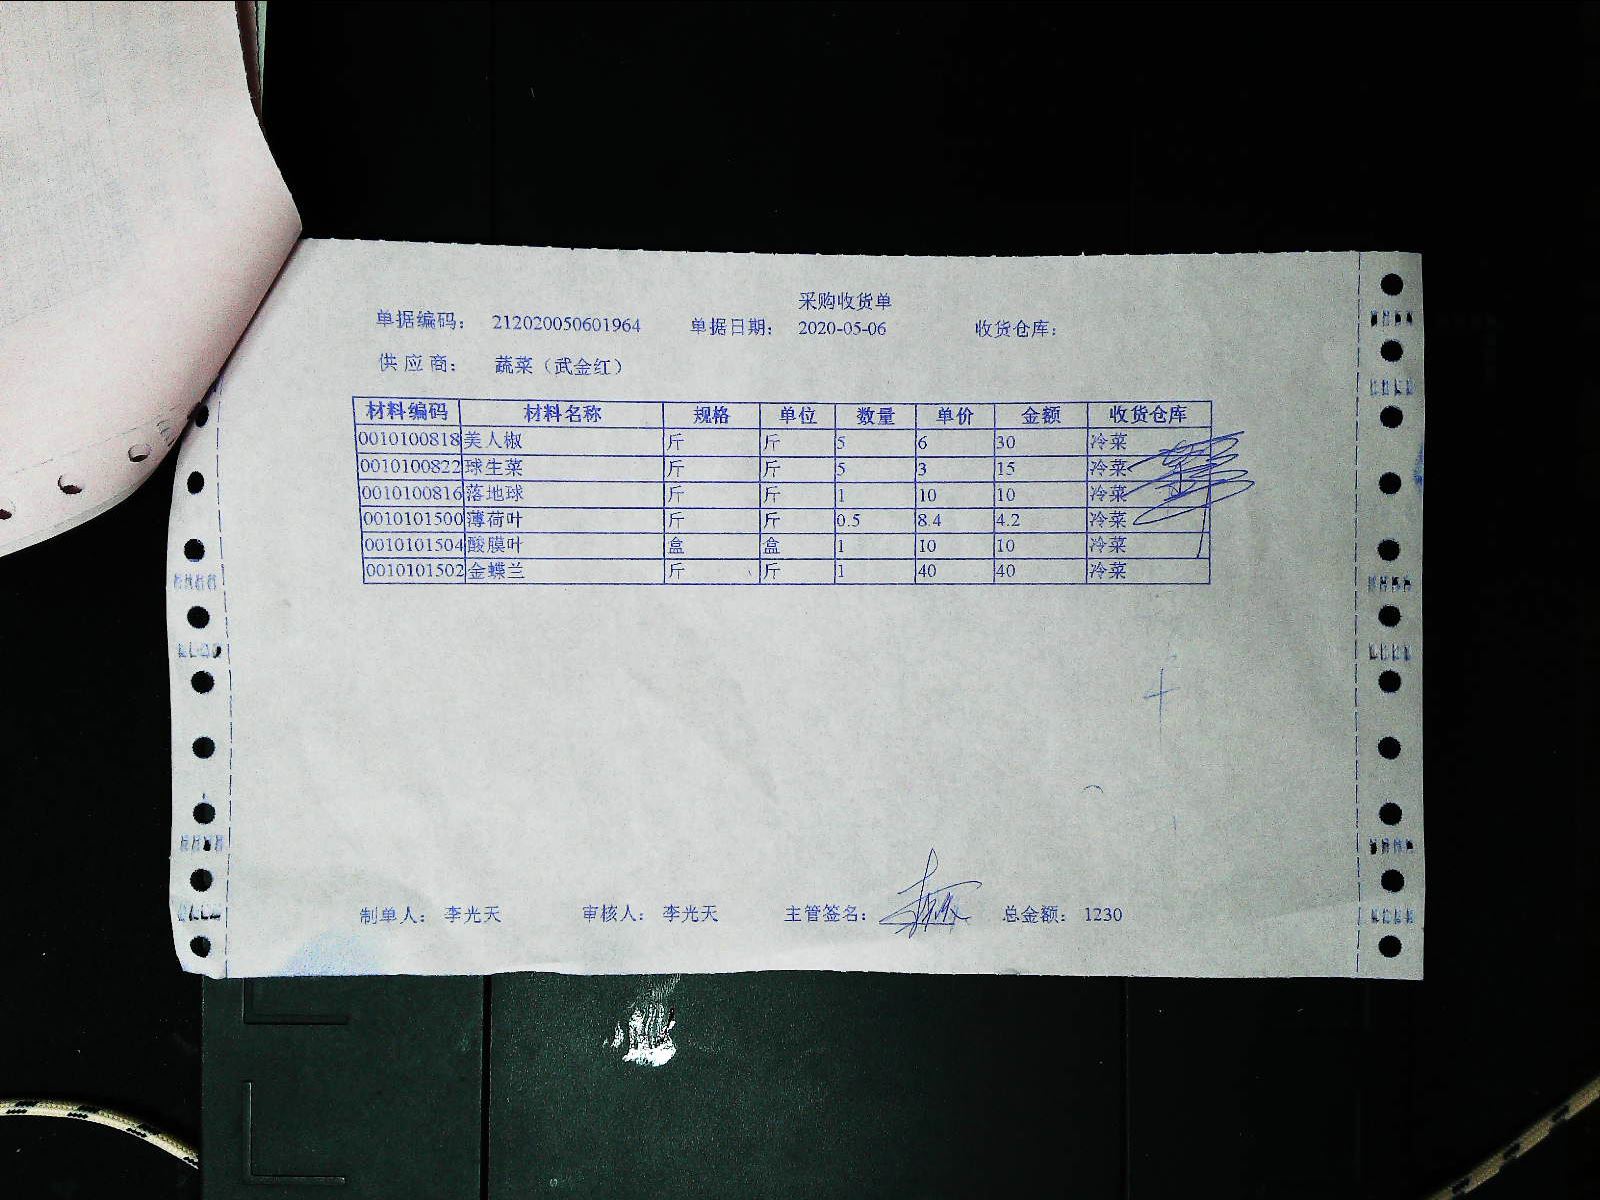 采购收货单
单据编码： 212020050601964 单据日期： 2020-05-06 收货仓库：
供 应 商： 蔬菜（武金红）
材料编码 材料名称 规格 单位 数量 单价 金额 收货仓库
0010100818 美人椒 斤 斤 5 6 30 冷菜
0010100822 球生菜 斤 斤 5 3 15 冷菜
0010100816 落地球 斤 斤 1 10 10 冷菜
0010101500 薄荷叶 斤 斤 0.5 8.4 4.2 冷菜
0010101504 酸膜叶 盒 盒 1 10 10 冷菜
0010101502 金蝶兰 斤 斤 1 40 40 冷菜
制单人： 李光天 审核人： 李光天 主管签名： 总金额： 1230